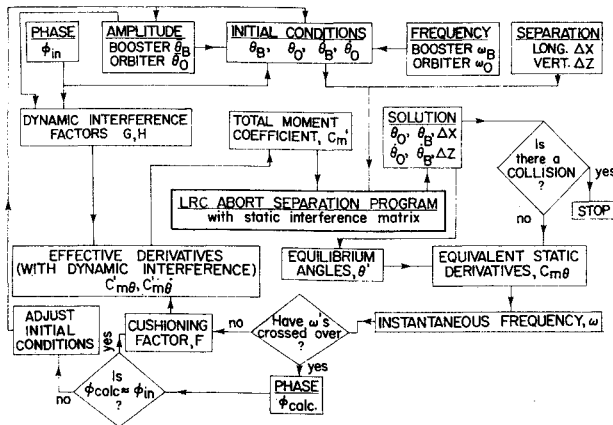 PHASE
ϕin
AMPLITUDE
BOOSTER θ̇B
ORBITER θ̇O
INITIAL CONDITIONS
θB, θO, θ̇B, θ̇O
FREQUENCY
BOOSTER ωB
ORBITER ωO
SEPARATION
LONG. ΔX
VERT. ΔZ
DYNAMIC INTERFERENCE
FACTORS G,H
TOTAL MOMENT
COEFFICIENT, Cm'
SOLUTION
θO, θB, ΔX
θ̇O, θ̇B, ΔZ
Is
there a
COLLISION
?
yes
STOP
no
LRC ABORT SEPARATION PROGRAM
with static interference matrix
EFFECTIVE DERIVATIVES
(WITH DYNAMIC INTERFERENCE)
C'mθ, C'mθ̇
EQUILIBRIUM
ANGLES, θ'
EQUIVALENT STATIC
DERIVATIVES, Cmθ
ADJUST
INITIAL
CONDITIONS
yes
CUSHIONING
FACTOR, F
no
Have ω's
crossed over
?
INSTANTANEOUS FREQUENCY, ω
yes
Is
ϕcalc≈ϕin
?
no
PHASE
ϕcalc.